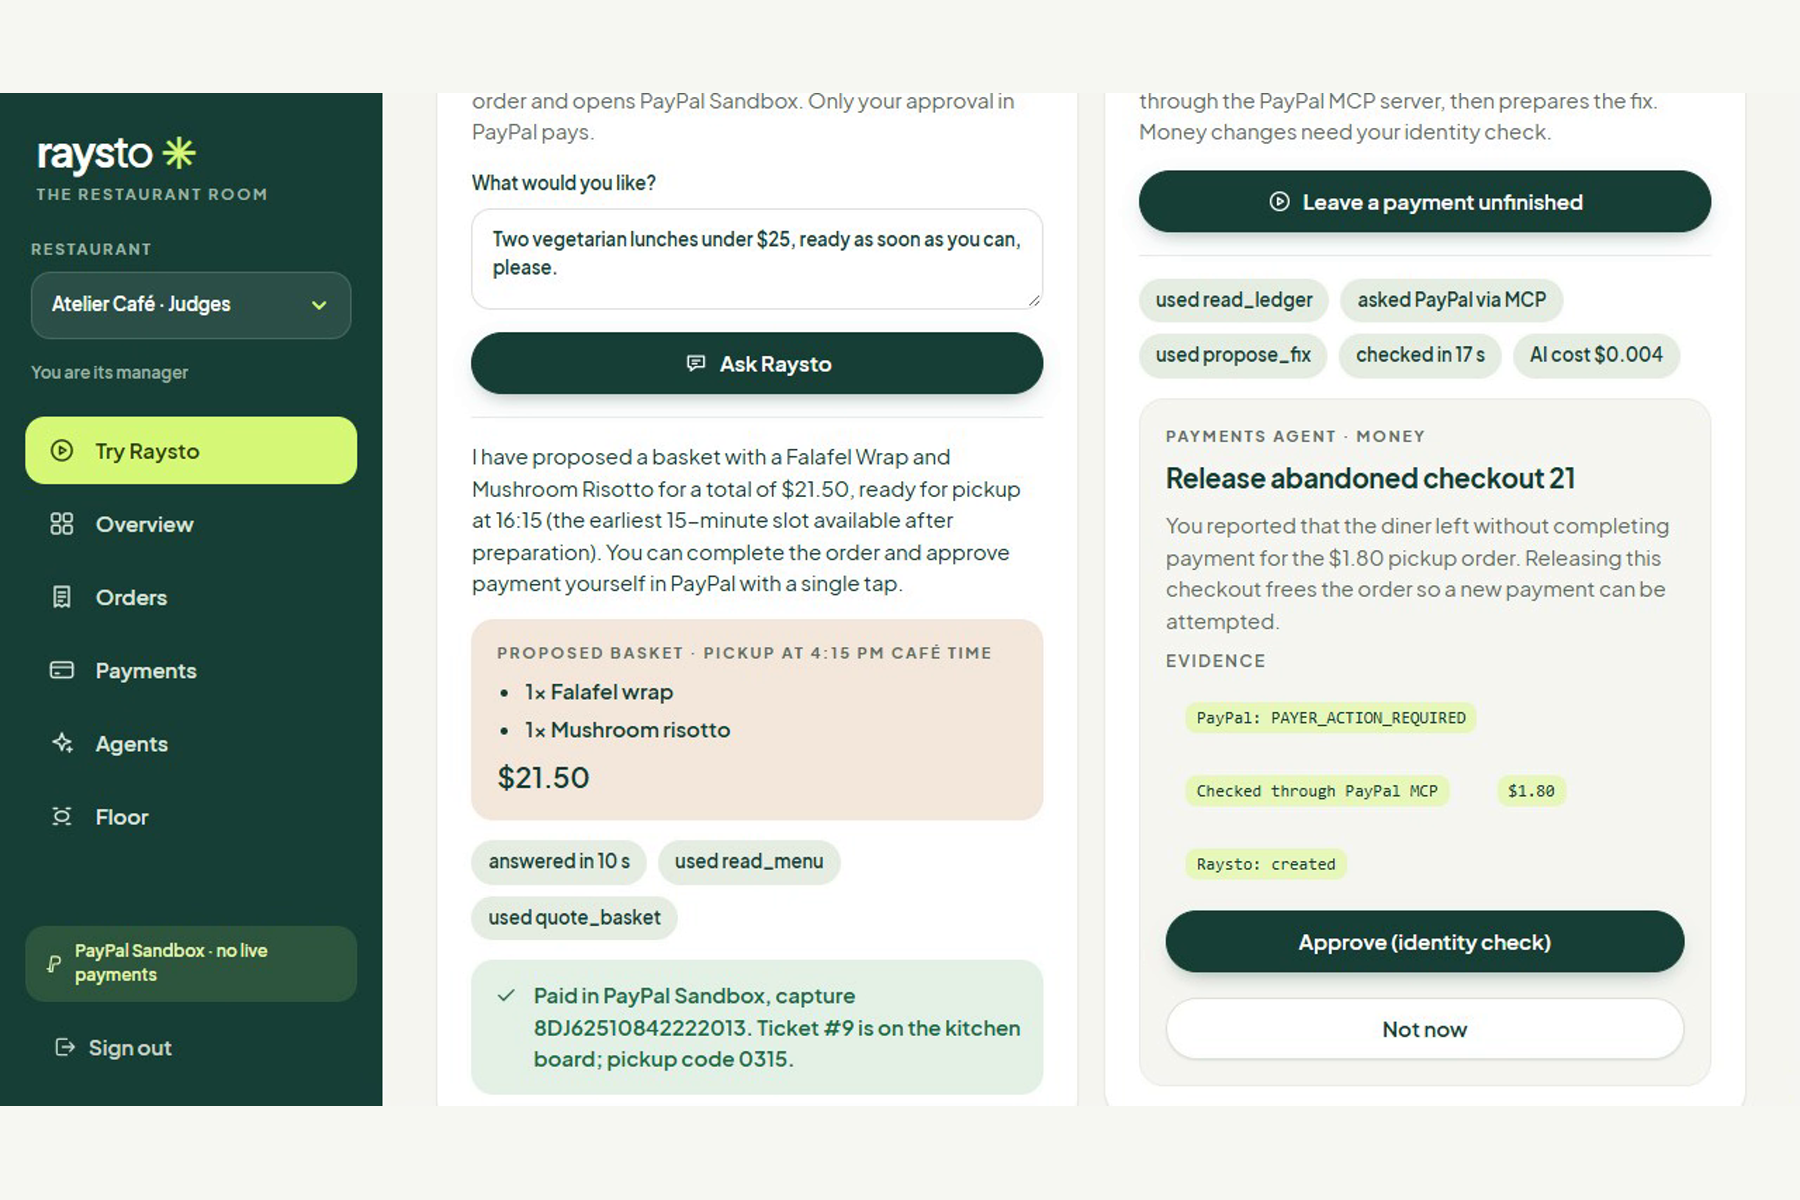 raysto
THE RESTAURANT ROOM
RESTAURANT
Atelier Café · Judges
You are its manager
Try Raysto
Overview
Orders
Payments
Agents
Floor
PayPal Sandbox · no live
payments
Sign out
order and opens PayPal Sandbox. Only your approval in
PayPal pays.
What would you like?
Two vegetarian lunches under $25, ready as soon as you can,
please.
Ask Raysto
I have proposed a basket with a Falafel Wrap and
Mushroom Risotto for a total of $21.50, ready for pickup
at 16:15 (the earliest 15–minute slot available after
preparation). You can complete the order and approve
payment yourself in PayPal with a single tap.
PROPOSED BASKET · PICKUP AT 4:15 PM CAFÉ TIME
• 1× Falafel wrap
• 1× Mushroom risotto
$21.50
answered in 10 s
used read_menu
used quote_basket
Paid in PayPal Sandbox, capture
8DJ62510842222013. Ticket #9 is on the kitchen
board; pickup code 0315.
through the PayPal MCP server, then prepares the fix.
Money changes need your identity check.
Leave a payment unfinished
used read_ledger
asked PayPal via MCP
used propose_fix
checked in 17 s
AI cost $0.004
PAYMENTS AGENT · MONEY
Release abandoned checkout 21
You reported that the diner left without completing
payment for the $1.80 pickup order. Releasing this
checkout frees the order so a new payment can be
attempted.
EVIDENCE
PayPal: PAYER_ACTION_REQUIRED
Checked through PayPal MCP
$1.80
Raysto: created
Approve (identity check)
Not now